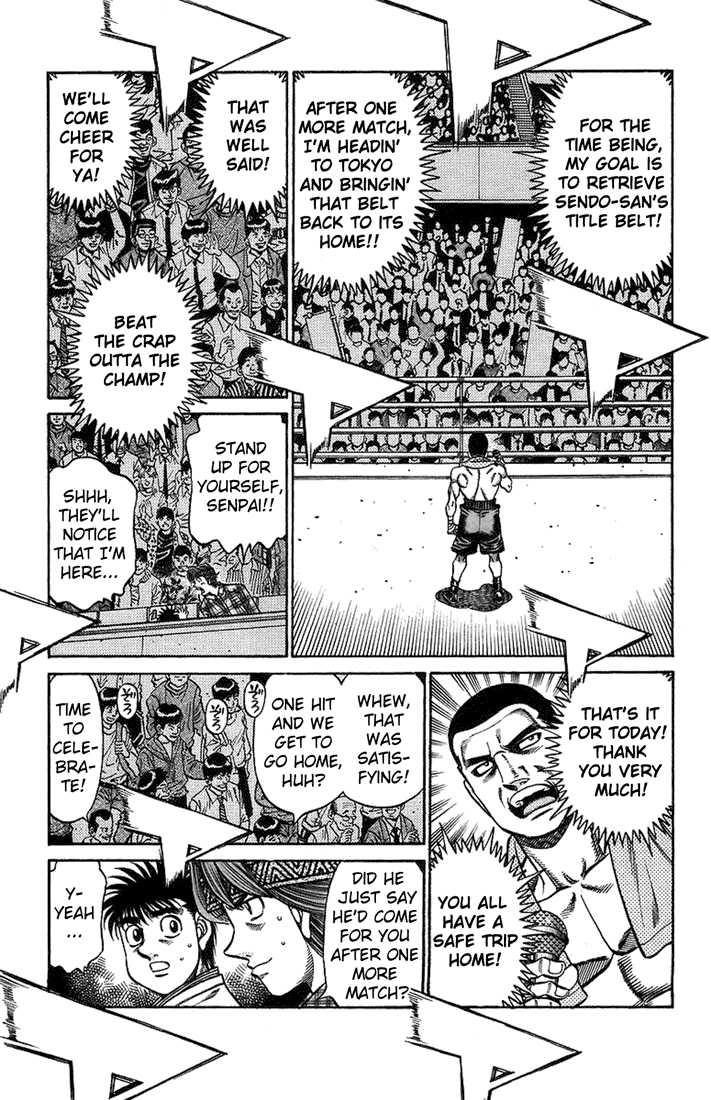 FOR THE
TIME BEING,
MY GOAL IS
TO RETRIEVE
SENDO-SAN'S
TITLE BELT!
AFTER ONE
MORE MATCH,
I'M HEADIN'
TO TOKYO
AND BRINGIN'
THAT BELT
BACK TO ITS
HOME!!
THAT
WAS
WELL
SAID!
WE'LL
COME
CHEER
FOR
YA!
BEAT
THE CRAP
OUTTA THE
CHAMP!
STAND
UP FOR
YOURSELF,
SENPAI!!
SHHH,
THEY'LL
NOTICE
THAT I'M
HERE...
THAT'S IT
FOR TODAY!
THANK
YOU VERY
MUCH!
YOU ALL
HAVE A
SAFE TRIP
HOME!
WHEW,
THAT
WAS
SATIS-
FYING!
ONE HIT
AND WE
GET TO
GO HOME,
HUH?
TIME
TO
CELE-
BRA
TE!
DID HE
JUST SAY
HE'D COME
FOR YOU
AFTER ONE
MORE
MATCH?
Y-
YEAH
...